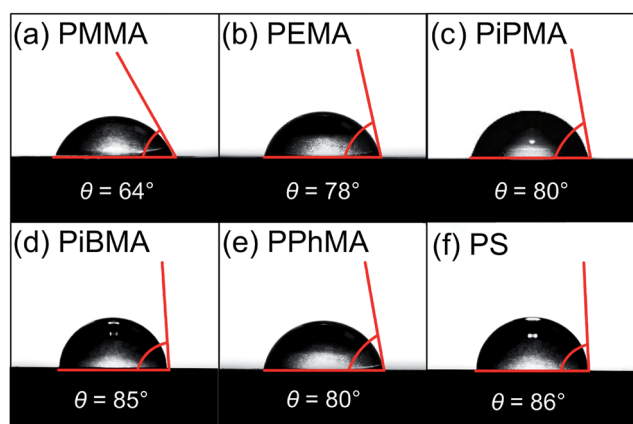 (a) PMMA
θ = 64°
(b) PEMA
θ = 78°
(c) PiPMA
θ = 80°
(d) PiBMA
θ = 85°
(e) PPhMA
θ = 80°
(f) PS
θ = 86°